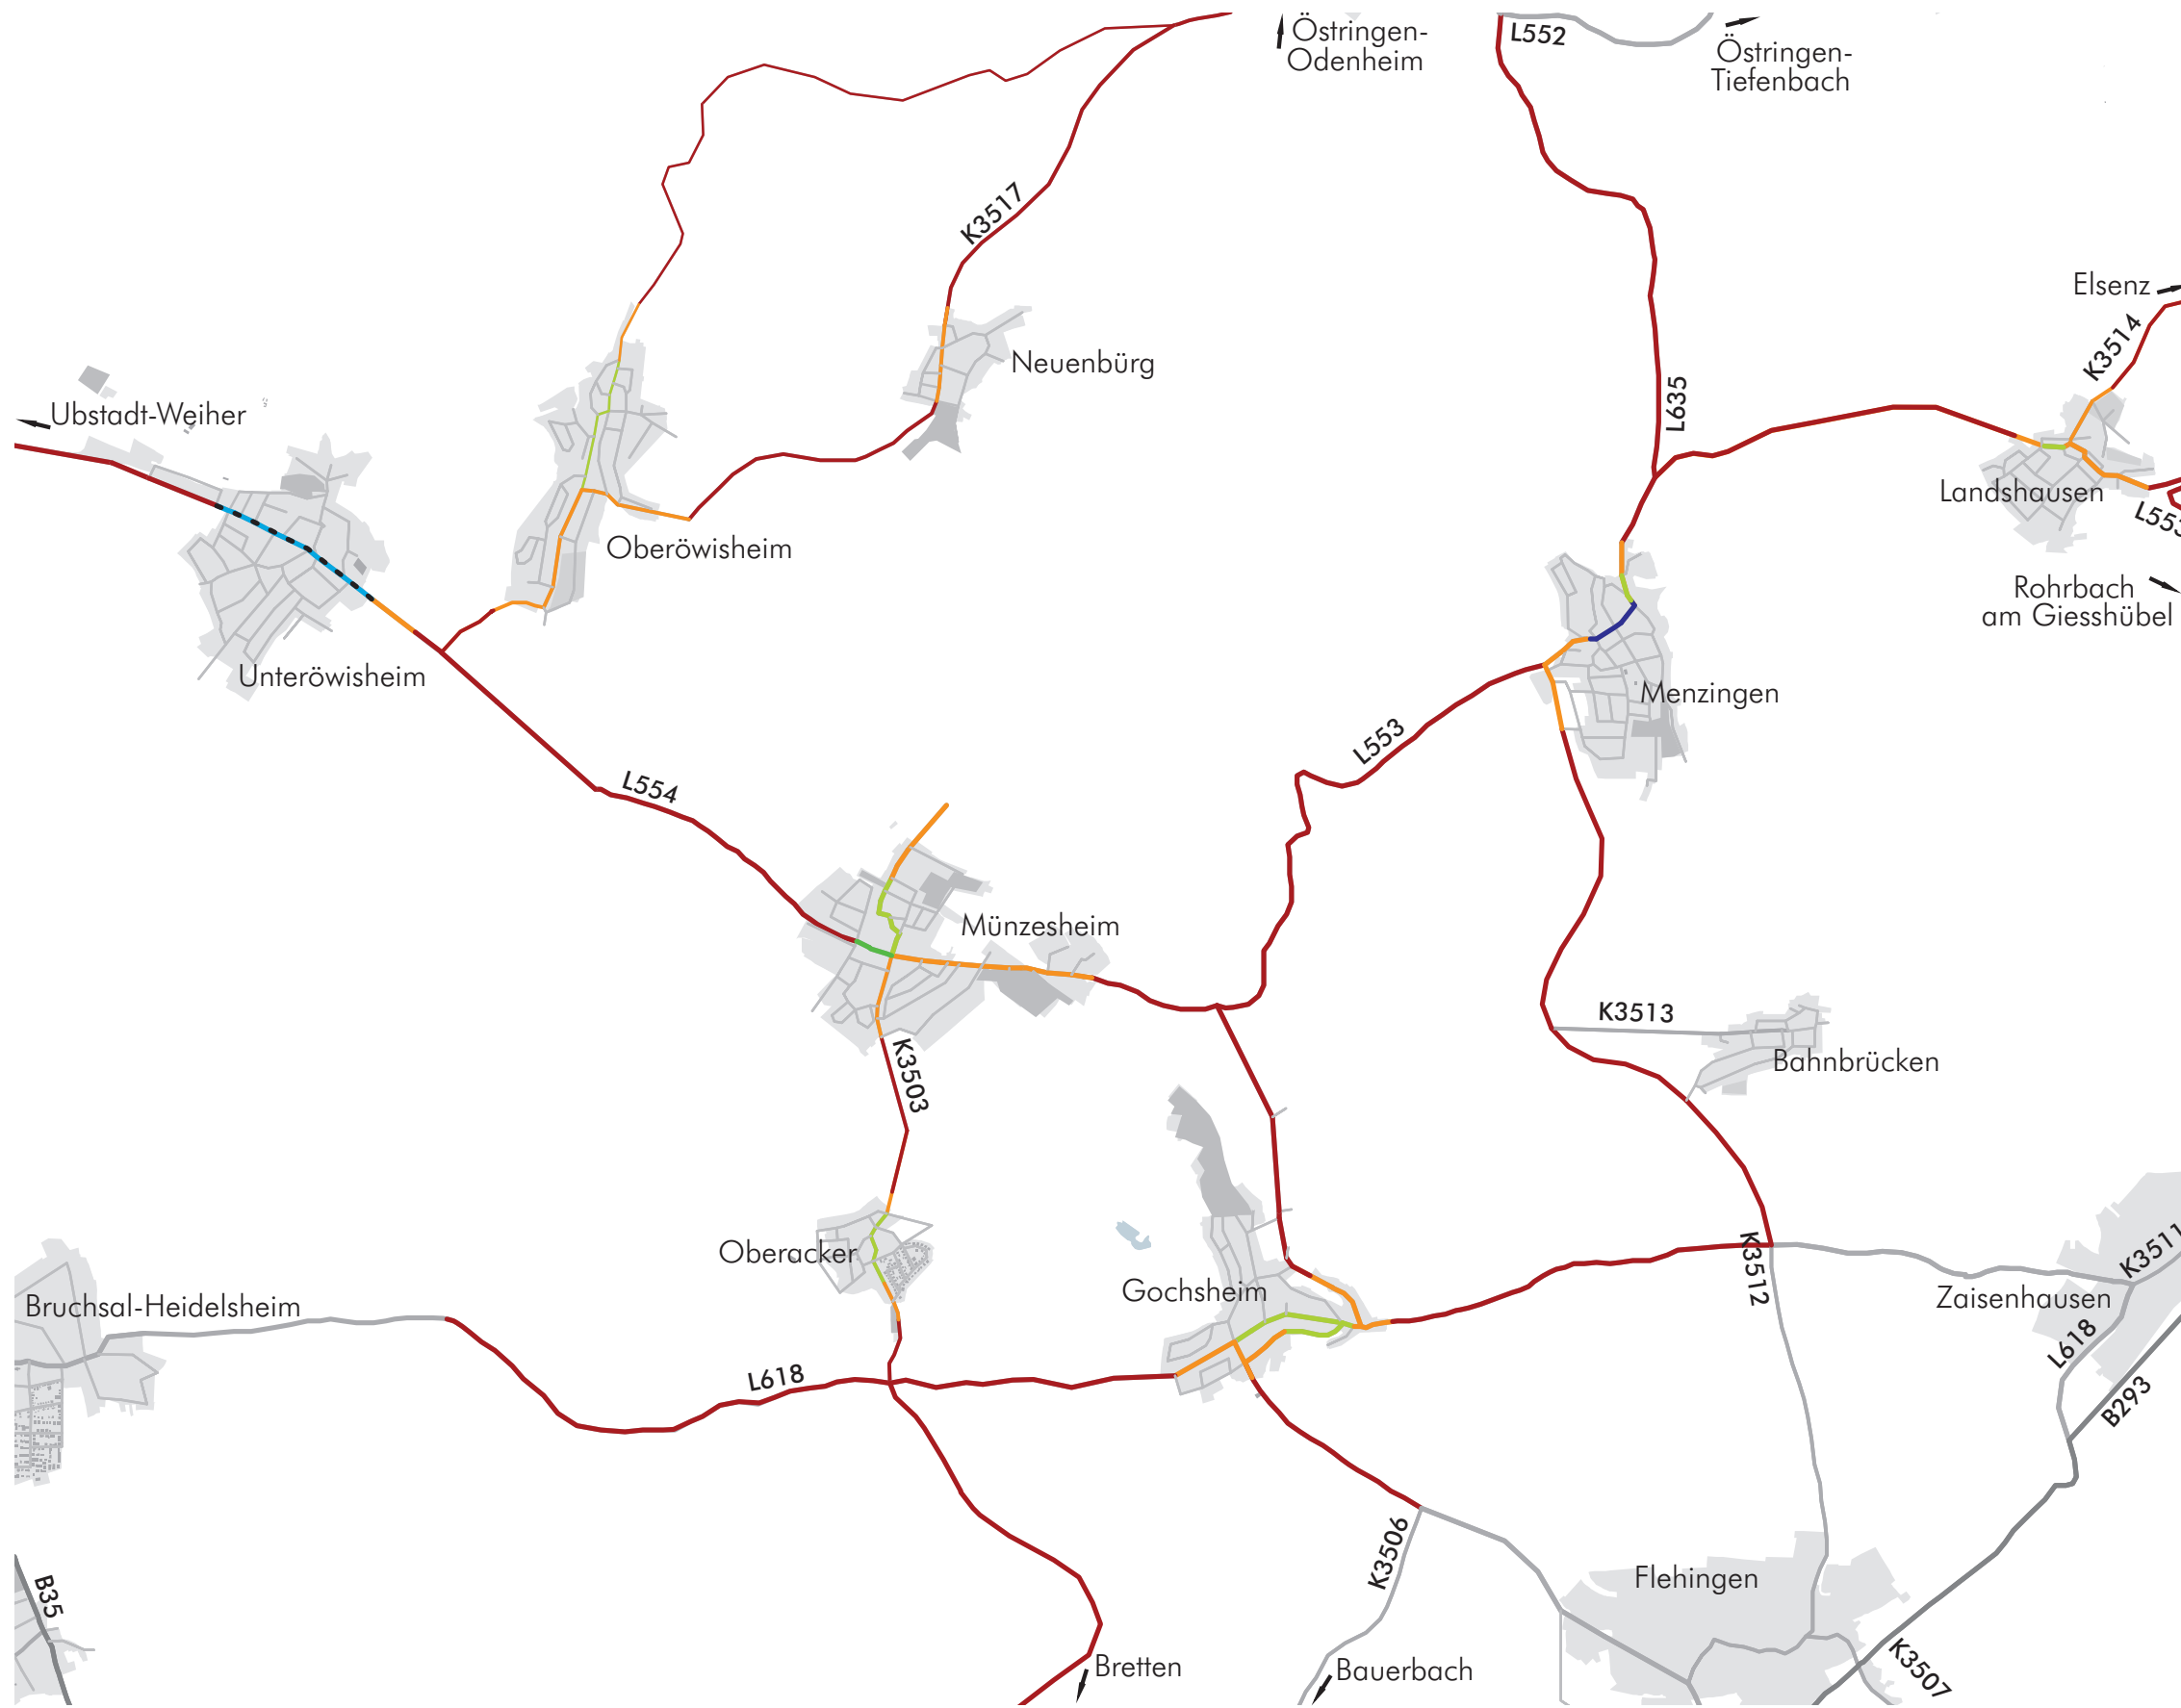 Östringen-
Odenheim
L552
Östringen-
Tiefenbach
K3517
Elsenz
K3514
Neuenbürg
L635
Ubstadt-Weiher
Landshausen
L553
Oberöwisheim
Rohrbach
am Giesshübel
Unteröwisheim
Menzingen
L553
L554
Münzesheim
K3513
Bahnbrücken
K3503
Oberacker
K3512
K3511
Gochsheim
Zaisenhausen
Bruchsal-Heidelsheim
L618
L618
B293
K3506
B35
Flehingen
Bretten
Bauerbach
K3507